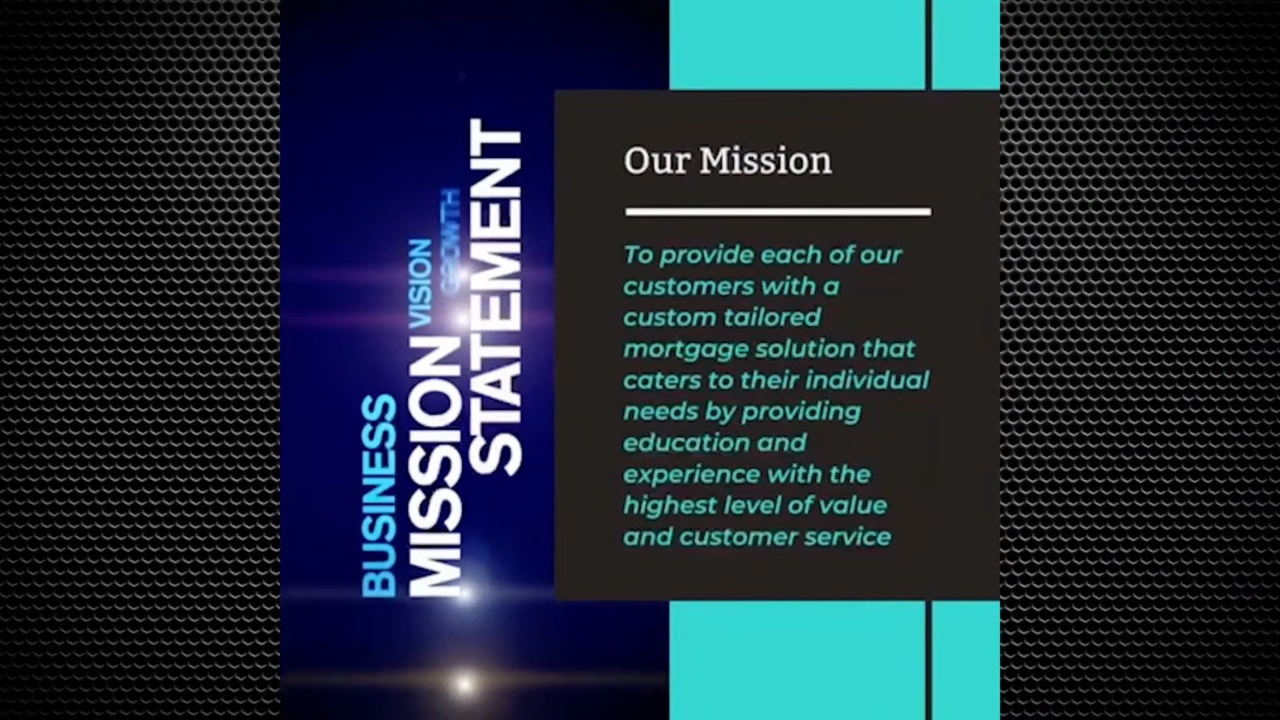 BUSINESS
MISSION VISION
GROWTH
STATEMENT
Our Mission
To provide each of our
customers with a
custom tailored
mortgage solution that
caters to their individual
needs by providing
education and
experience with the
highest level of value
and customer service